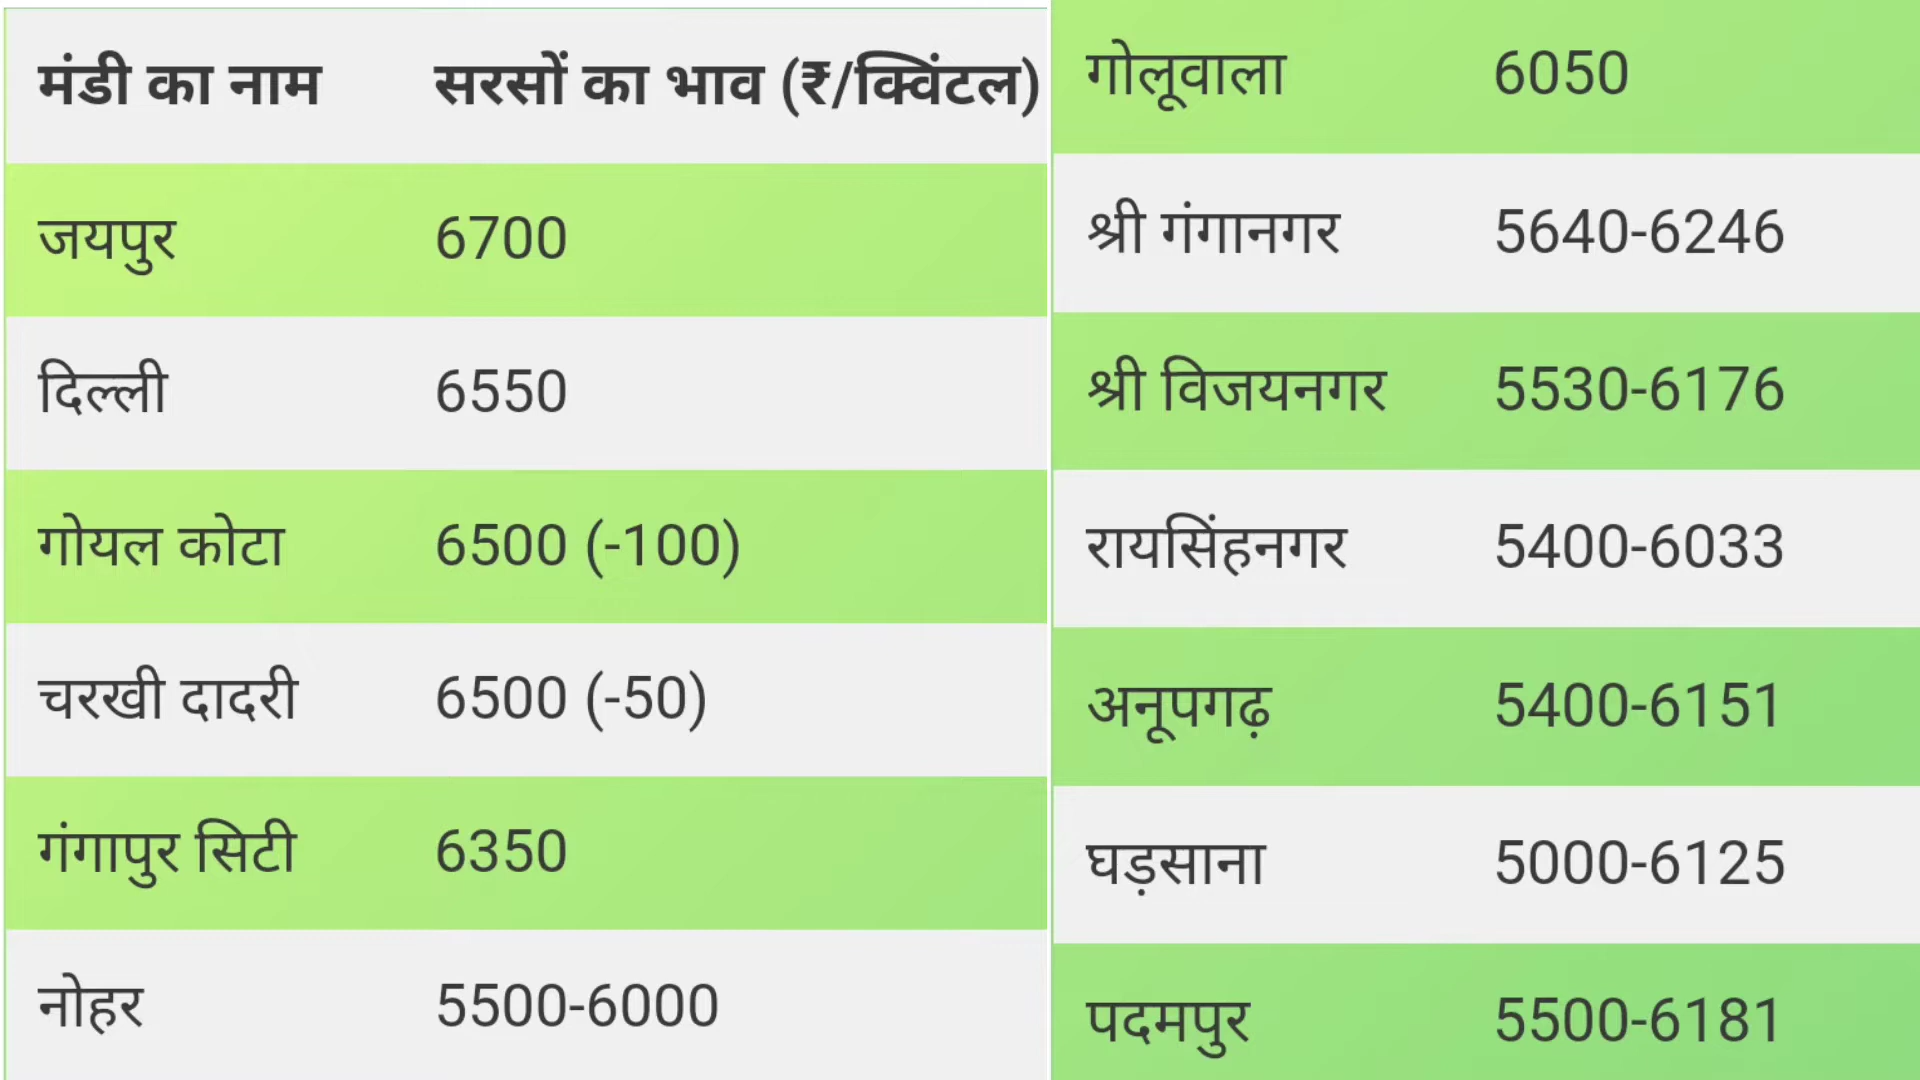 मंडी का नाम सरसों का भाव (₹/क्विंटल)
जयपुर 6700
दिल्ली 6550
गोयल कोटा 6500 (-100)
चरखी दादरी 6500 (-50)
गंगापुर सिटी 6350
नोहर 5500-6000
गोलूवाला 6050
श्री गंगानगर 5640-6246
श्री विजयनगर 5530-6176
रायसिंहनगर 5400-6033
अनूपगढ़ 5400-6151
घड़साना 5000-6125
पदमपुर 5500-6181